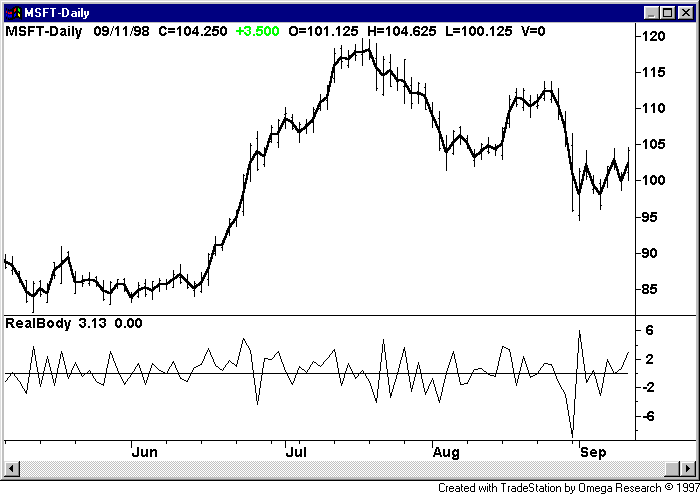 MSFT-Daily
MSFT-Daily 09/11/98 C=104.250 +3.500 O=101.125 H=104.625 L=100.125 V=0
120
115
110
105
100
95
90
85
RealBody 3.13 0.00
6
2
-2
-6
Jun Jul Aug Sep
Created with TradeStation by Omega Research © 1997